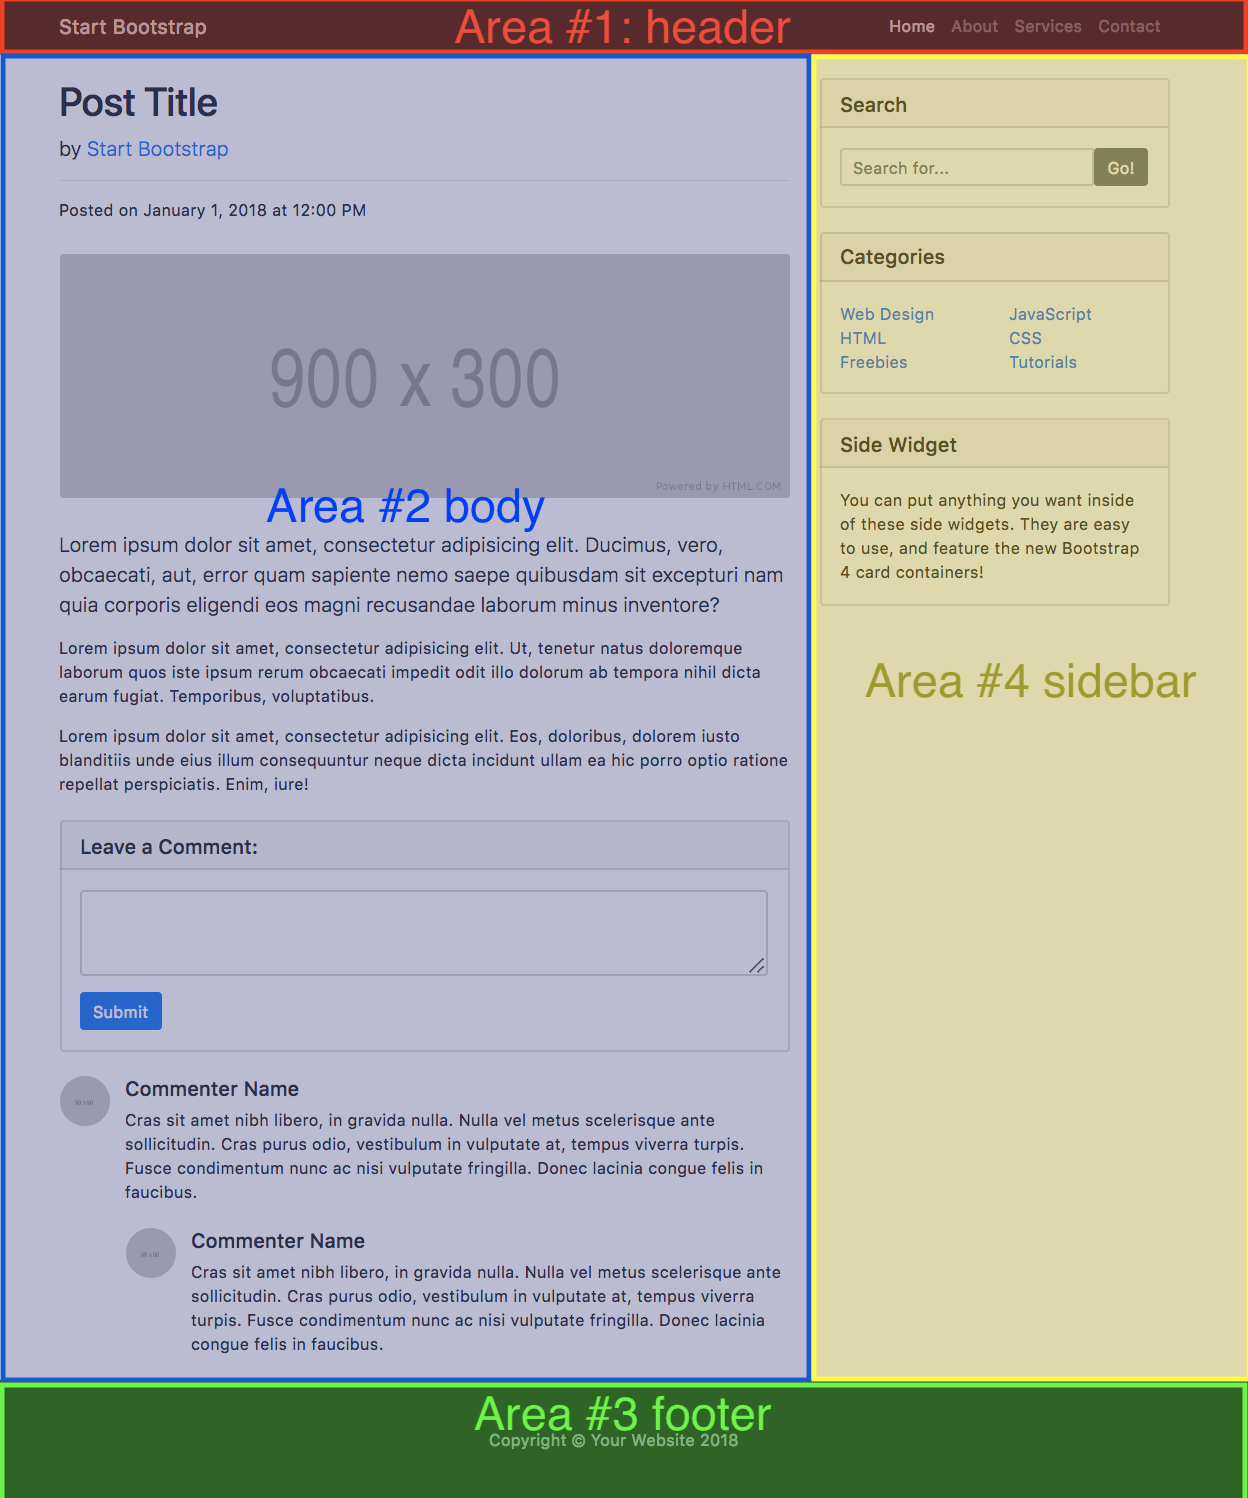 Start Bootstrap
Area #1: header
Home About Services Contact
Post Title
by Start Bootstrap
Posted on January 1, 2018 at 12:00 PM
900 x 300
Powered by HTML.COM
Area #2 body
Lorem ipsum dolor sit amet, consectetur adipisicing elit. Ducimus, vero,
obcaecati, aut, error quam sapiente nemo saepe quibusdam sit excepturi nam
quia corporis eligendi eos magni recusandae laborum minus inventore?
Lorem ipsum dolor sit amet, consectetur adipisicing elit. Ut, tenetur natus doloremque
laborum quos iste ipsum rerum obcaecati impedit odit illo dolorum ab tempora nihil dicta
earum fugiat. Temporibus, voluptatibus.
Lorem ipsum dolor sit amet, consectetur adipisicing elit. Eos, doloribus, dolorem iusto
blanditiis unde eius illum consequuntur neque dicta incidunt ullam ea hic porro optio ratione
repellat perspiciatis. Enim, iure!
Leave a Comment:
Submit
50 x 50
Commenter Name
Cras sit amet nibh libero, in gravida nulla. Nulla vel metus scelerisque ante
sollicitudin. Cras purus odio, vestibulum in vulputate at, tempus viverra turpis.
Fusce condimentum nunc ac nisi vulputate fringilla. Donec lacinia congue felis in
faucibus.
50 x 50
Commenter Name
Cras sit amet nibh libero, in gravida nulla. Nulla vel metus scelerisque ante
sollicitudin. Cras purus odio, vestibulum in vulputate at, tempus viverra
turpis. Fusce condimentum nunc ac nisi vulputate fringilla. Donec lacinia
congue felis in faucibus.
Search
Search for...
Go!
Categories
Web Design JavaScript
HTML CSS
Freebies Tutorials
Side Widget
You can put anything you want inside
of these side widgets. They are easy
to use, and feature the new Bootstrap
4 card containers!
Area #4 sidebar
Area #3 footer
Copyright © Your Website 2018